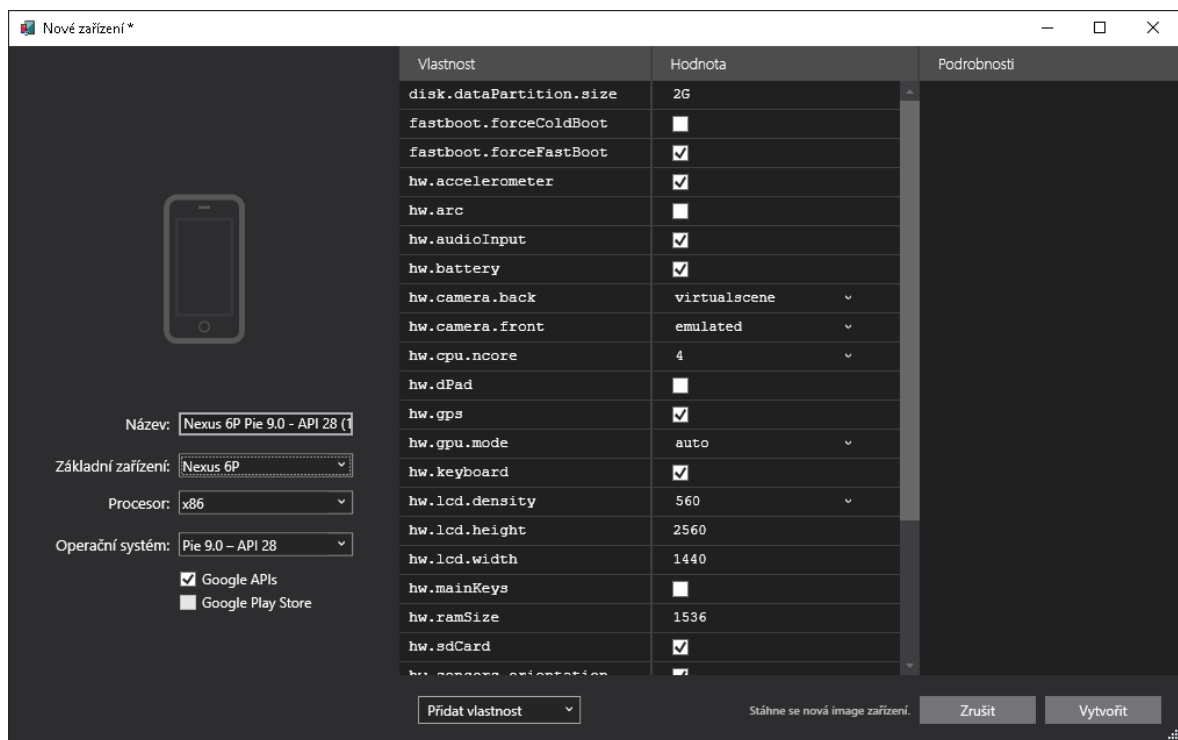 Nové zařízení *
Vlastnost Hodnota Podrobnosti
disk.dataPartition.size 2G
fastboot.forceColdBoot
fastboot.forceFastBoot
hw.accelerometer
hw.arc
hw.audioInput
hw.battery
hw.camera.back virtualscene
hw.camera.front emulated
hw.cpu.ncore 4
hw.dPad
hw.gps
hw.gpu.mode auto
hw.keyboard
hw.lcd.density 560
hw.lcd.height 2560
hw.lcd.width 1440
hw.mainKeys
hw.ramSize 1536
hw.sdCard
hw.sensors.orientation
Název: Nexus 6P Pie 9.0 - API 28 (1
Základní zařízení: Nexus 6P
Procesor: x86
Operační systém: Pie 9.0 – API 28
Google APIs
Google Play Store
Přidat vlastnost
Stáhne se nová image zařízení.
Zrušit
Vytvořit